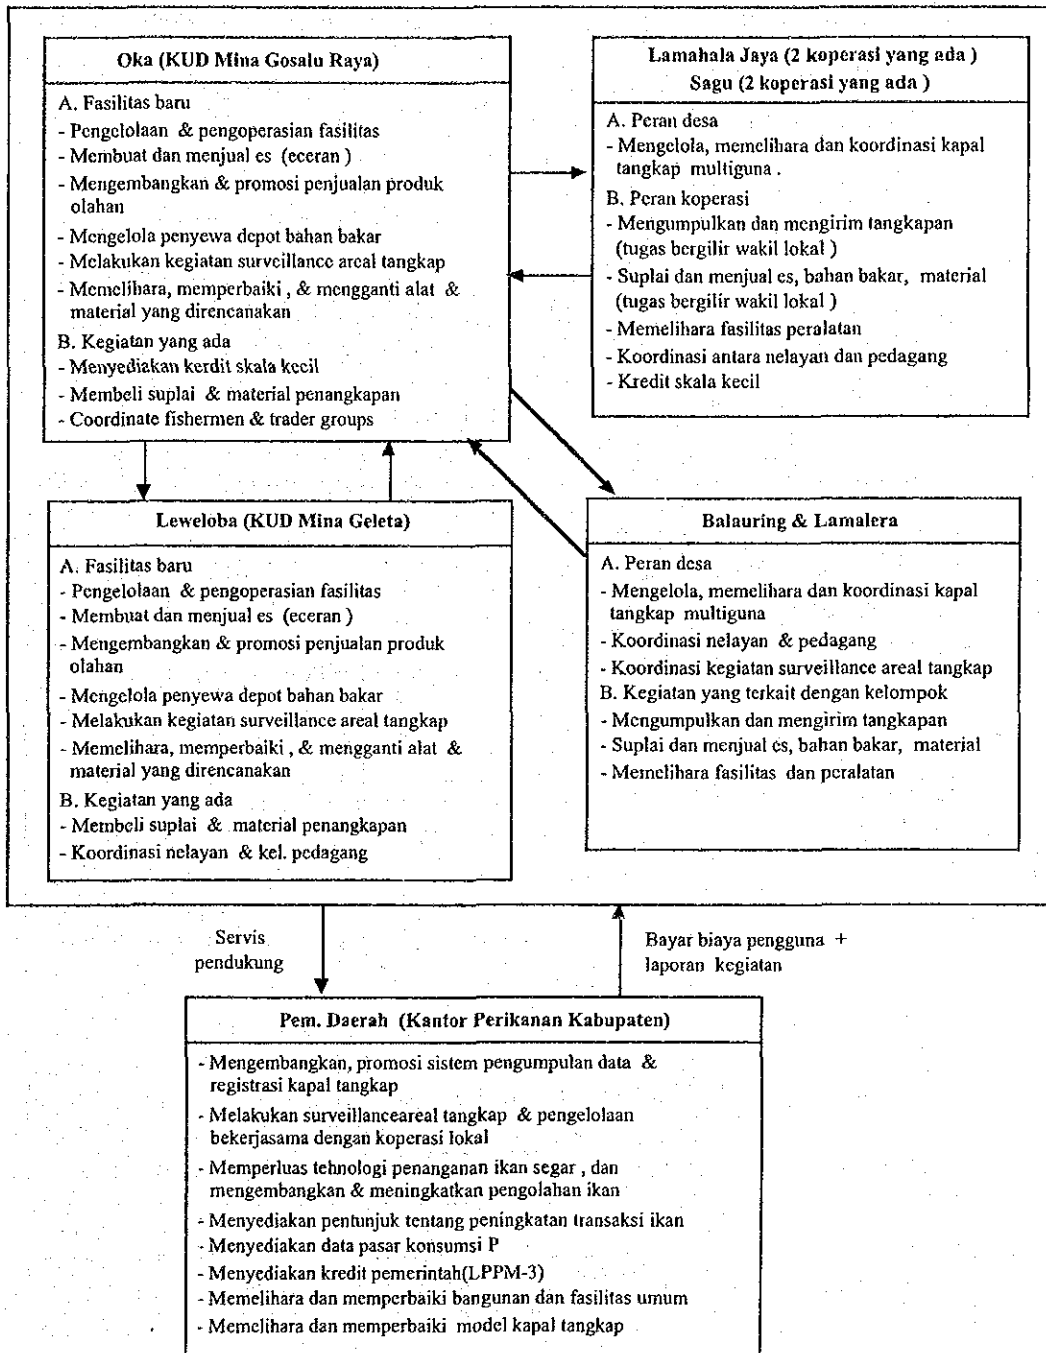 Oka (KUD Mina Gosalu Raya)
A. Fasilitas baru
- Pengelolaan & pengoperasian fasilitas
- Membuat dan menjual es (eceran )
- Mengembangkan & promosi penjualan produk
olahan
- Mengelola penyewa depot bahan bakar
- Melakukan kegiatan surveillance areal tangkap
- Memelihara, memperbaiki , & mengganti alat &
material yang direncanakan
B. Kegiatan yang ada
- Menyediakan kerdit skala kecil
- Membeli suplai & material penangkapan
- Coordinate fishermen & trader groups
Lamahala Jaya (2 koperasi yang ada )
Sagu (2 koperasi yang ada )
A. Peran desa
- Mengelola, memelihara dan koordinasi kapal
tangkap multiguna .
B. Peran koperasi
- Mengumpulkan dan mengirim tangkapan
(tugas bergilir wakil lokal )
- Suplai dan menjual es, bahan bakar, material
(tugas bergilir wakil lokal )
- Memelihara fasilitas peralatan
- Koordinasi antara nelayan dan pedagang
- Kredit skala kecil
Leweloba (KUD Mina Geleta)
A. Fasilitas baru
- Pengelolaan & pengoperasian fasilitas
- Membuat dan menjual es (eceran )
- Mengembangkan & promosi penjualan produk
olahan
- Mengelola penyewa depot bahan bakar
- Melakukan kegiatan surveillance areal tangkap
- Memelihara, memperbaiki , & mengganti alat &
material yang direncanakan
B. Kegiatan yang ada
- Membeli suplai & material penangkapan
- Koordinasi nelayan & kel. pedagang
Balauring & Lamalera
A. Peran desa
- Mengelola, memelihara dan koordinasi kapal
tangkap multiguna
- Koordinasi nelayan & pedagang
- Koordinasi kegiatan surveillance areal tangkap
B. Kegiatan yang terkait dengan kelompok
- Mengumpulkan dan mengirim tangkapan
- Suplai dan menjual es, bahan bakar, material
- Memelihara fasilitas dan peralatan
Servis
pendukung
Bayar biaya pengguna +
laporan kegiatan
Pem. Daerah (Kantor Perikanan Kabupaten)
- Mengembangkan, promosi sistem pengumpulan data &
registrasi kapal tangkap
- Melakukan surveillanceareal tangkap & pengelolaan
bekerjasama dengan koperasi lokal
- Memperluas tehnologi penanganan ikan segar , dan
mengembangkan & meningkatkan pengolahan ikan
- Menyediakan pentunjuk tentang peningkatan transaksi ikan
- Menyediakan data pasar konsumsi P
- Menyediakan kredit pemerintah(LPPM-3)
- Memelihara dan memperbaiki bangunan dan fasilitas umum
- Memelihara dan memperbaiki model kapal tangkap